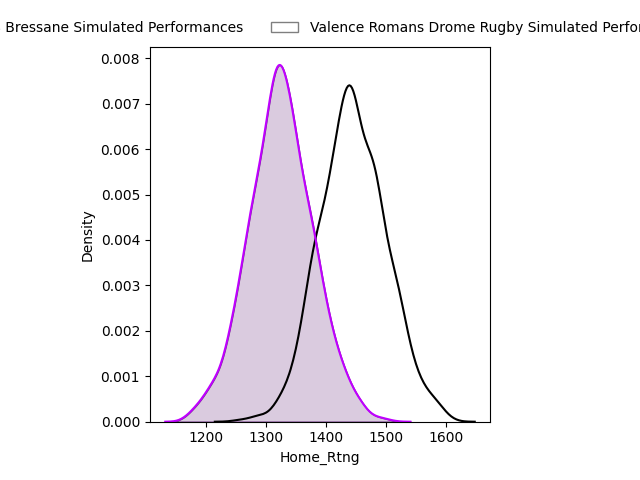 Bressane Simulated Performances Valence Romans Drome Rugby Simulated Perfo
0.008
0.007
0.006
0.005
0.004
0.003
0.002
0.001
0.000
Density
1200 1300 1400 1500 1600
Home_Rtng